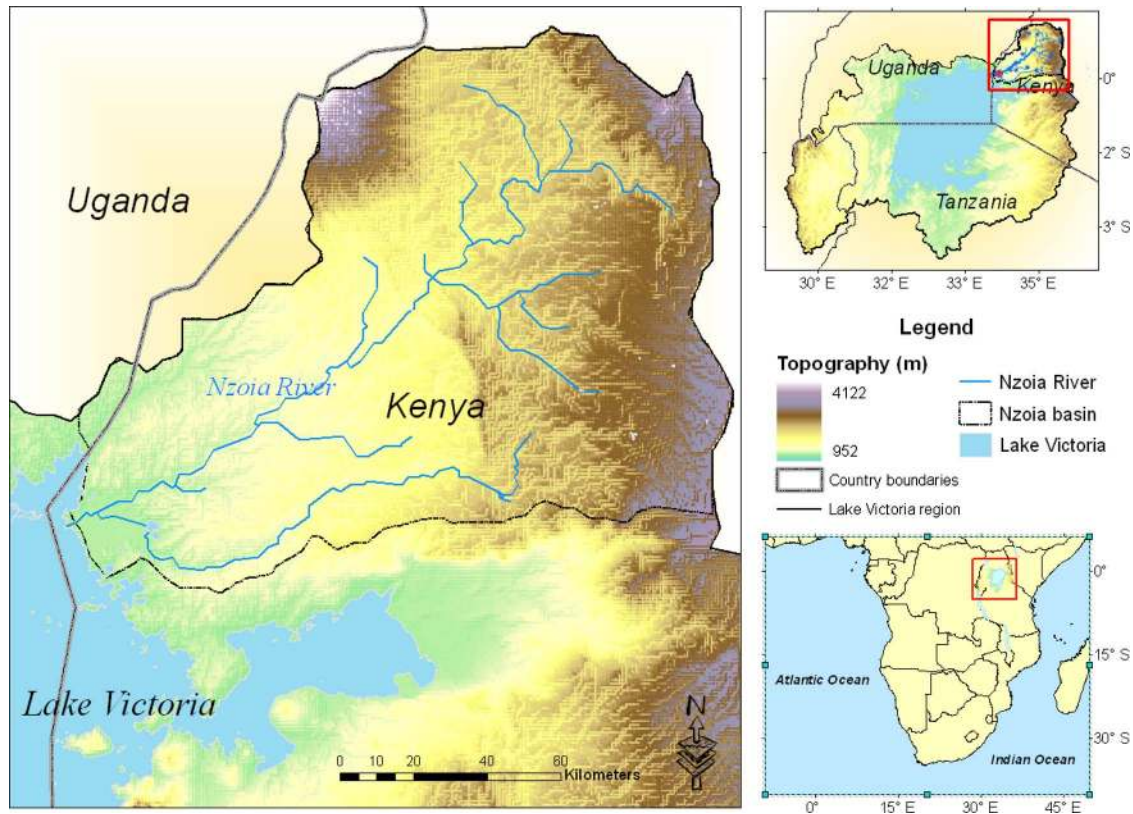 Uganda
Nzoia River
Kenya
Lake Victoria
N
0 5 10 20 40 60
Kilometers
Uganda
Kenya
Tanzania
0°
2° S
3° S
30° E 32° E 33° E 35° E
Legend
Topography (m)
4122
952
Nzoia River
Nzoia basin
Lake Victoria
Country boundaries
Lake Victoria region
Atlantic Ocean
Indian Ocean
0°
15° S
30° S
0° 15° E 30° E 45° E